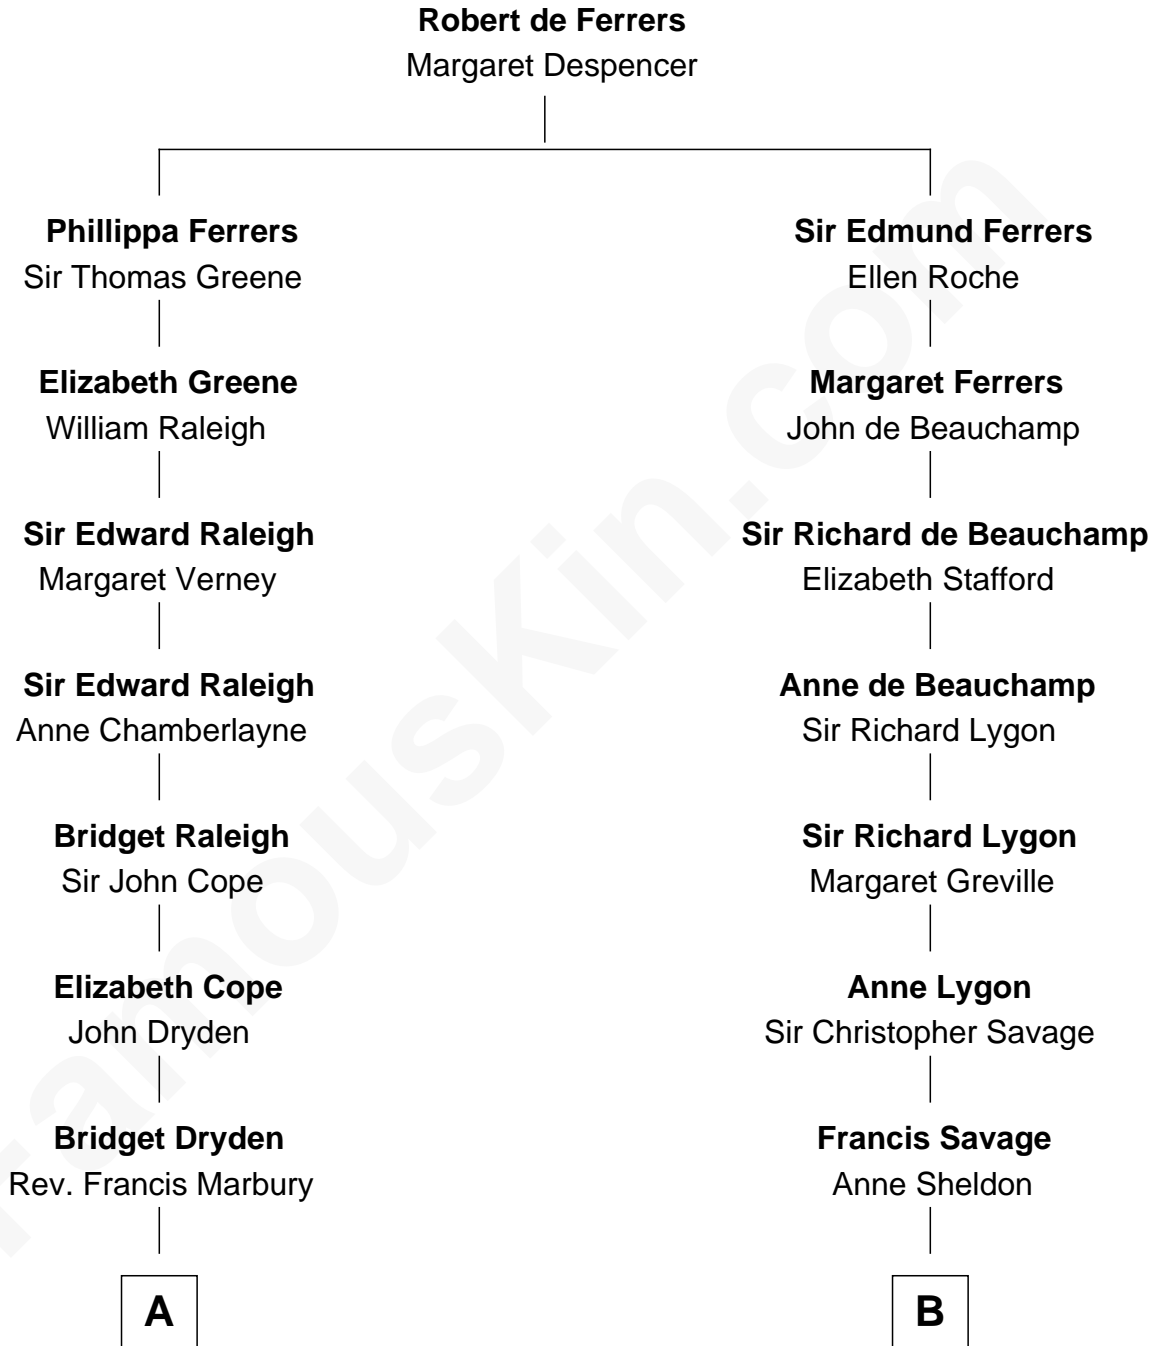 Robert de Ferrers
Margaret Despencer
Phillippa Ferrers
Sir Thomas Greene
Elizabeth Greene
William Raleigh
Sir Edward Raleigh
Margaret Verney
Sir Edward Raleigh
Anne Chamberlayne
Bridget Raleigh
Sir John Cope
Elizabeth Cope
John Dryden
Bridget Dryden
Rev. Francis Marbury
A
Sir Edmund Ferrers
Ellen Roche
Margaret Ferrers
John de Beauchamp
Sir Richard de Beauchamp
Elizabeth Stafford
Anne de Beauchamp
Sir Richard Lygon
Sir Richard Lygon
Margaret Greville
Anne Lygon
Sir Christopher Savage
Francis Savage
Anne Sheldon
B
FamousKin.com